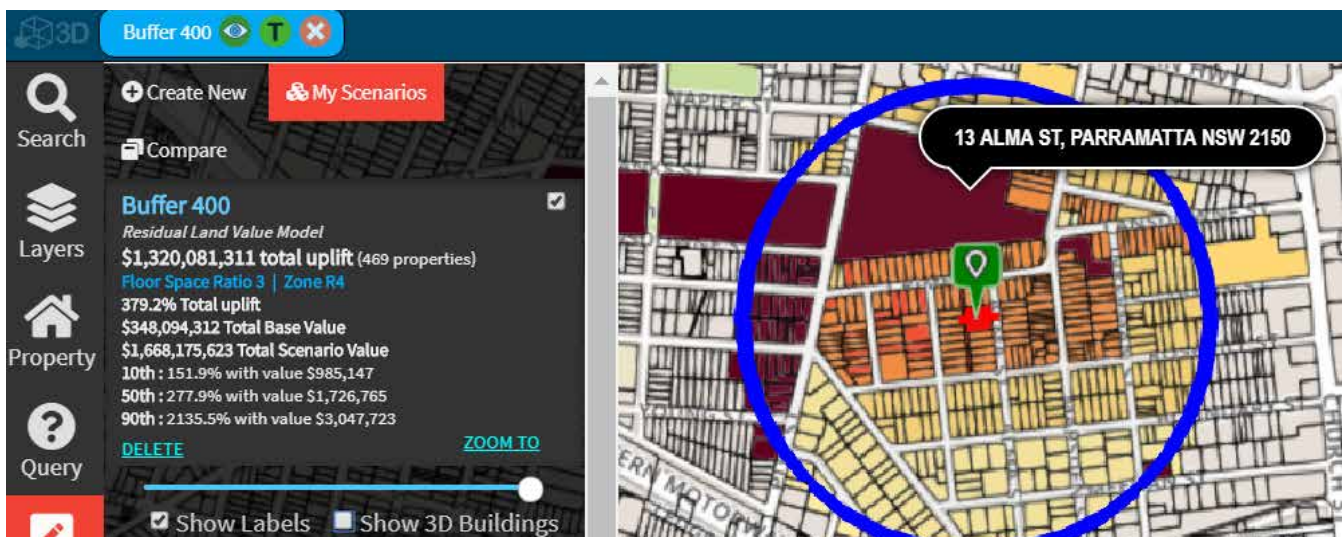 3D
Buffer 400 T
Search
Layers
Property
Query
Create New
My Scenarios
Compare
Buffer 400
Residual Land Value Model
$1,320,081,311 total uplift (469 properties)
Floor Space Ratio 3 | Zone R4
379.2% Total uplift
$348,094,312 Total Base Value
$1,668,175,623 Total Scenario Value
10th : 151.9% with value $985,147
50th : 277.9% with value $1,726,765
90th : 2135.5% with value $3,047,723
DELETE
ZOOM TO
Show Labels
Show 3D Buildings
13 ALMA ST, PARRAMATTA NSW 2150
ERN MOTORW